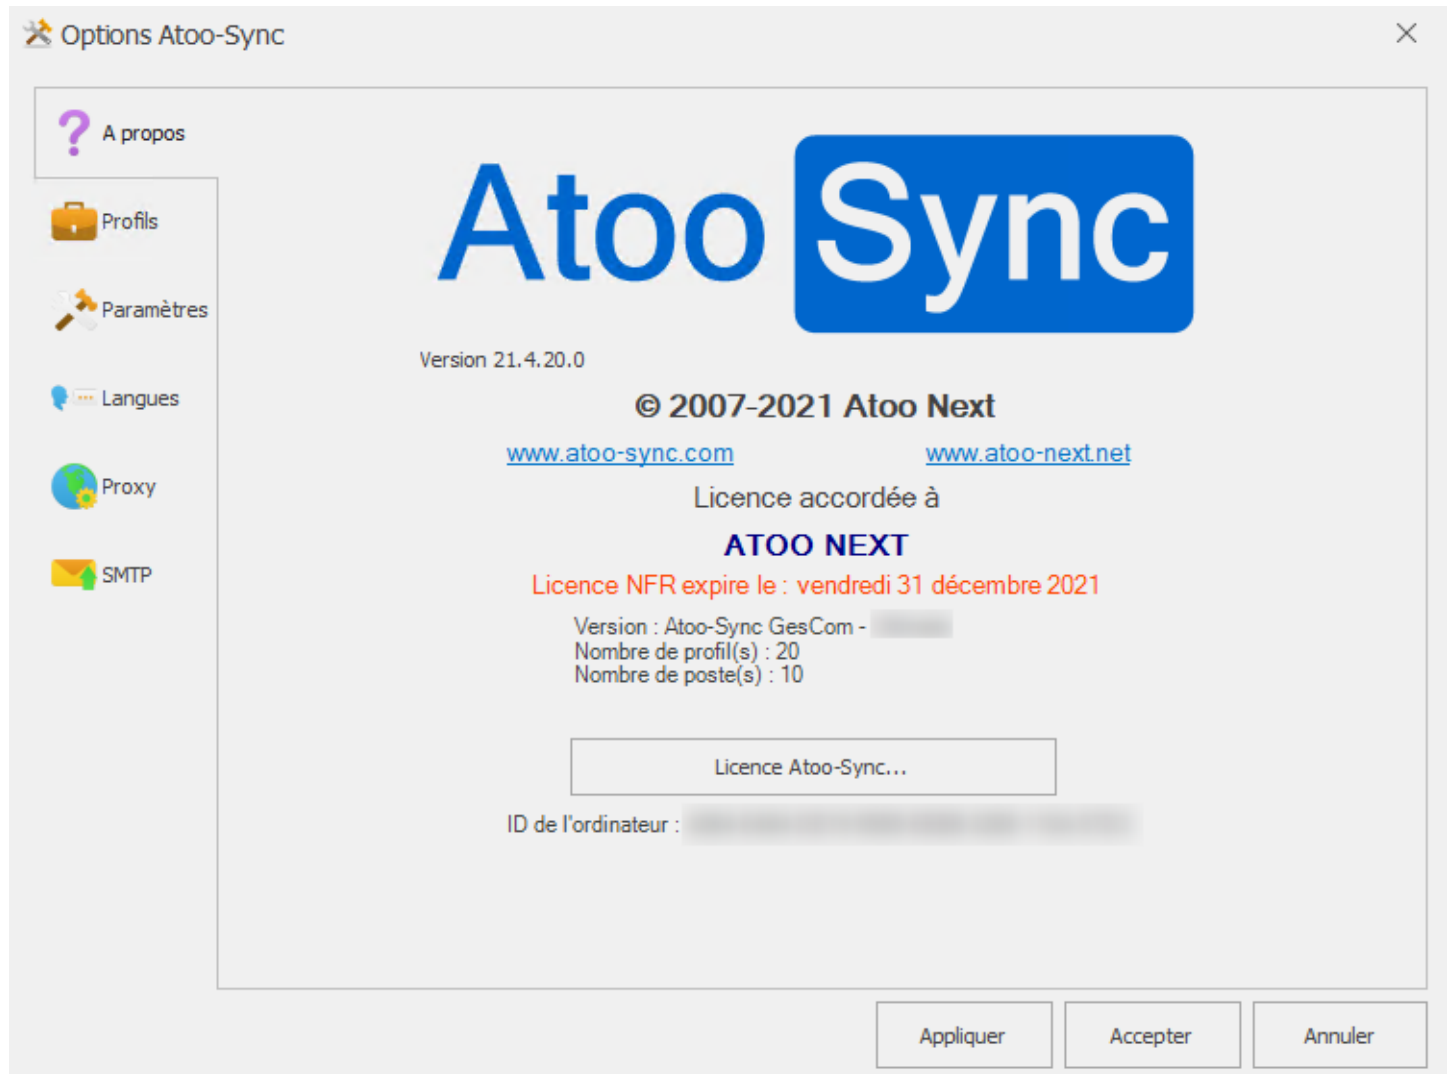 Options Atoo-Sync
A propos
Profils
Paramètres
Langues
Proxy
SMTP
Atoo Sync
Version 21.4.20.0
© 2007-2021 Atoo Next
www.atoo-sync.com www.atoo-next.net
Licence accordée à
ATOO NEXT
Licence NFR expire le : vendredi 31 décembre 2021
Version : Atoo-Sync GesCom -
Nombre de profil(s) : 20
Nombre de poste(s) : 10
Licence Atoo-Sync...
ID de l'ordinateur :
Appliquer Accepter Annuler